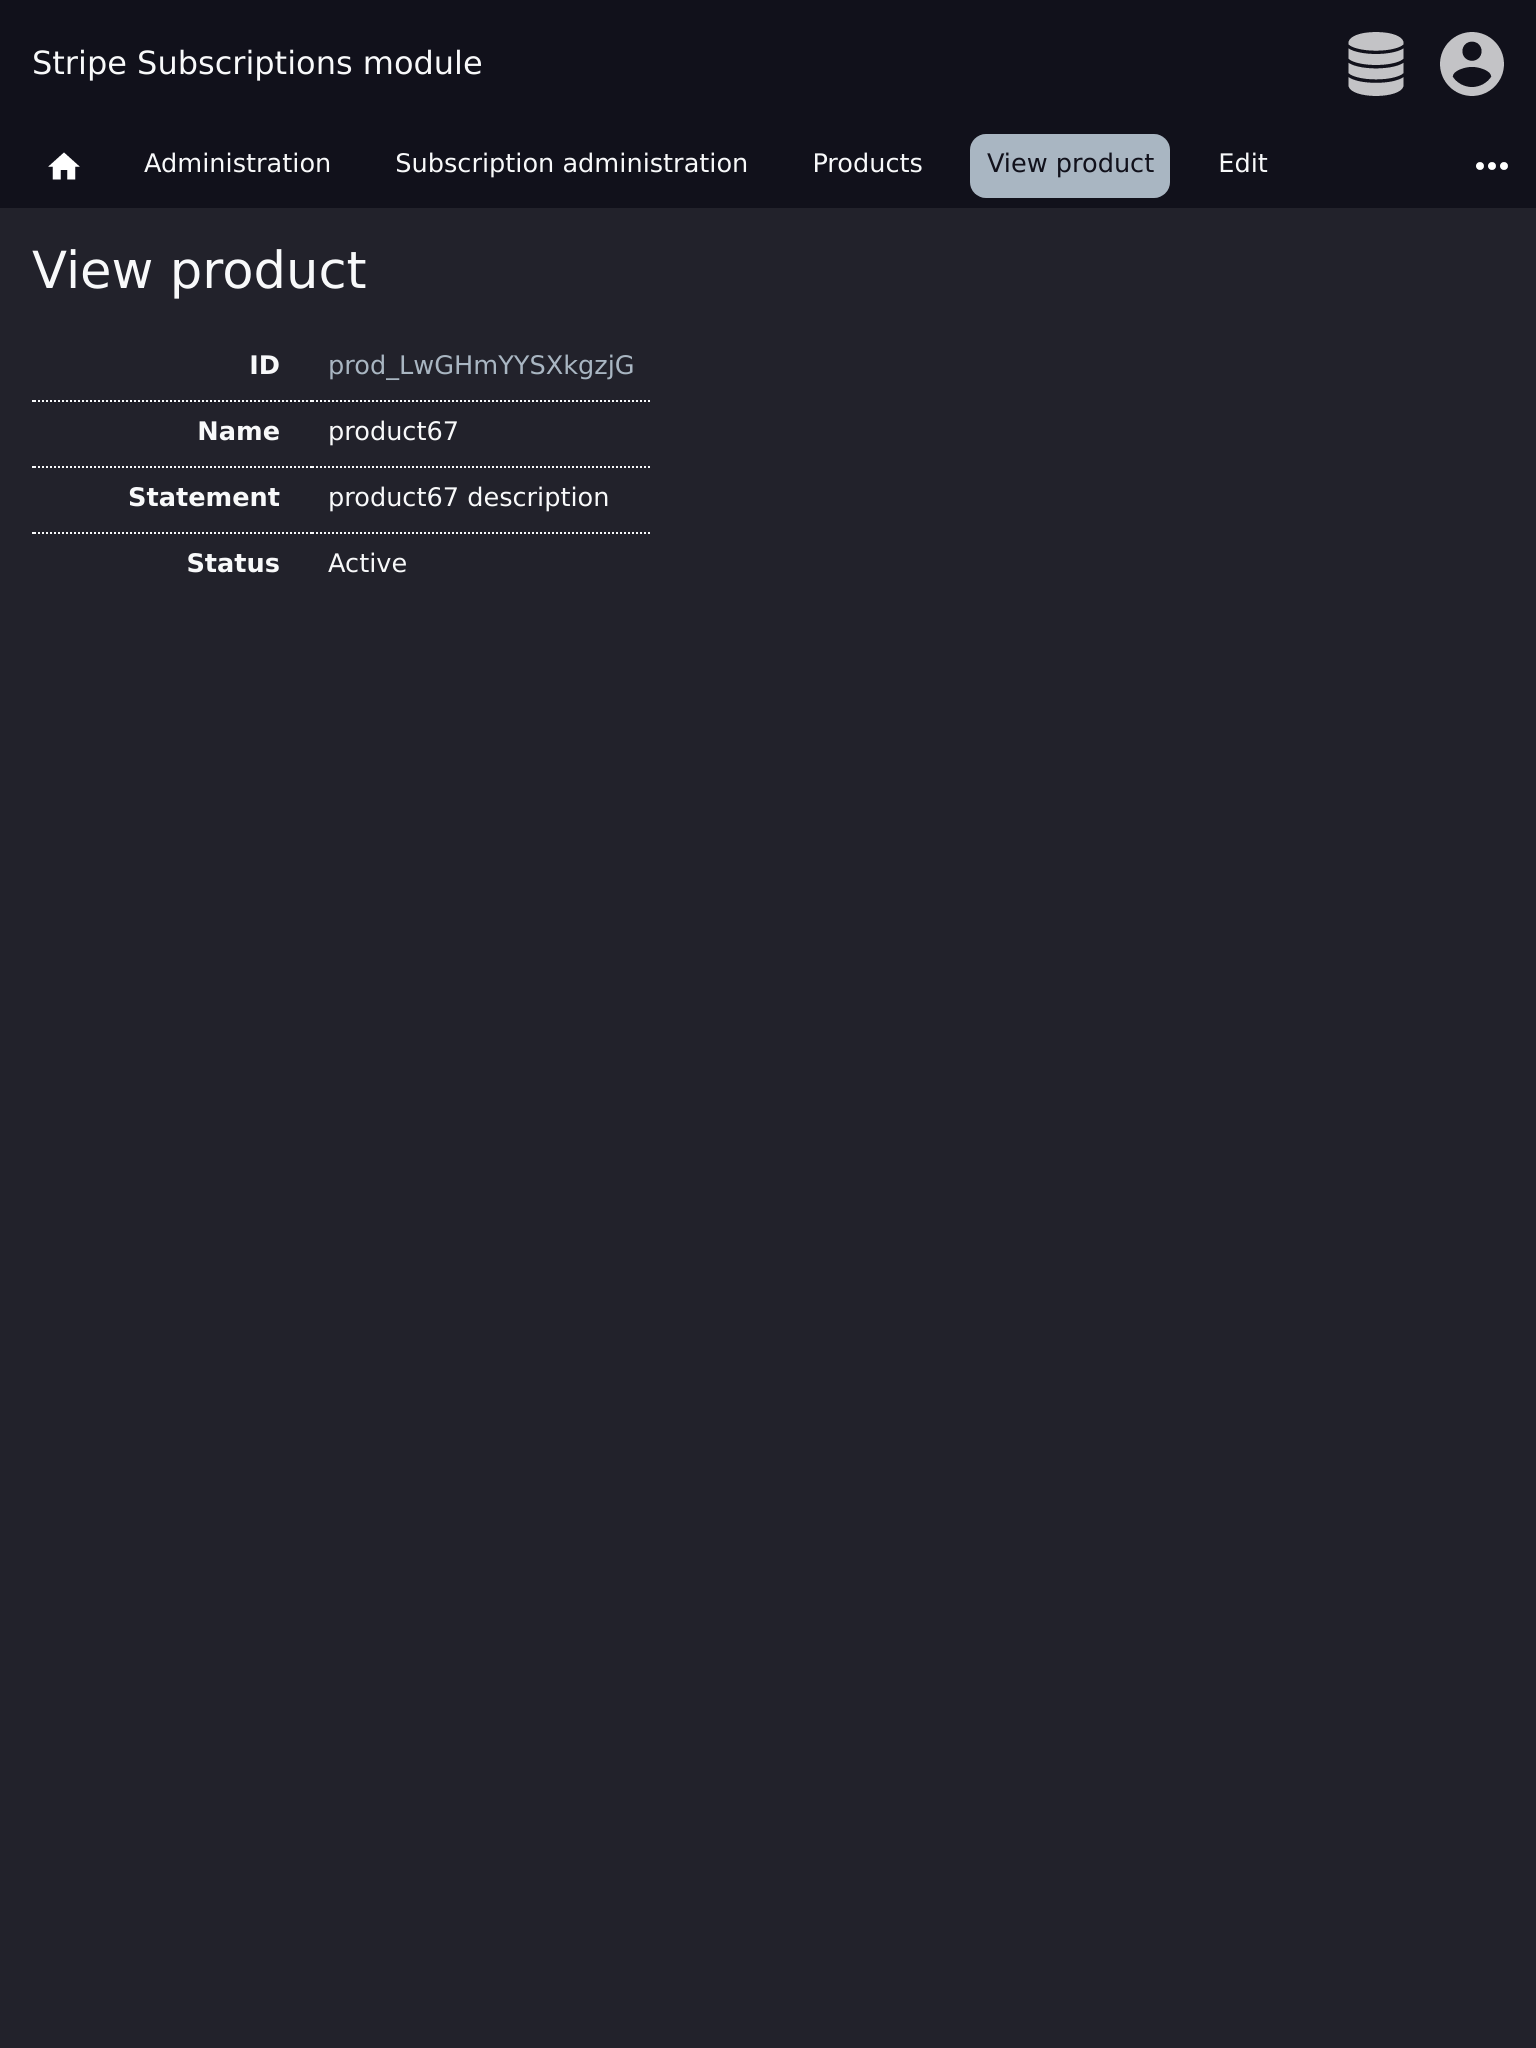 Stripe Subscriptions module
Administration Subscription administration Products View product Edit
View product
ID prod_LwGHmYYSXkgzjG
Name product67
Statement product67 description
Status Active